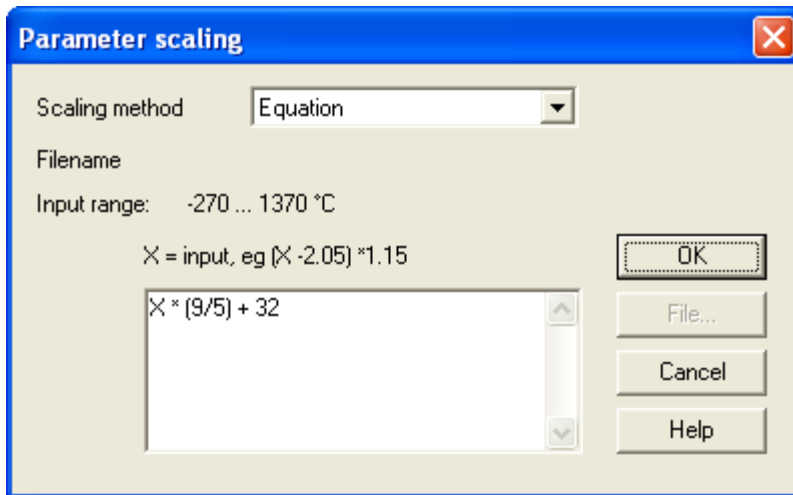 Parameter scaling
Scaling method Equation
Filename
Input range: -270 ... 1370 °C
X = input, eg (X -2.05) *1.15
OK
X * (9/5) + 32
File...
Cancel
Help